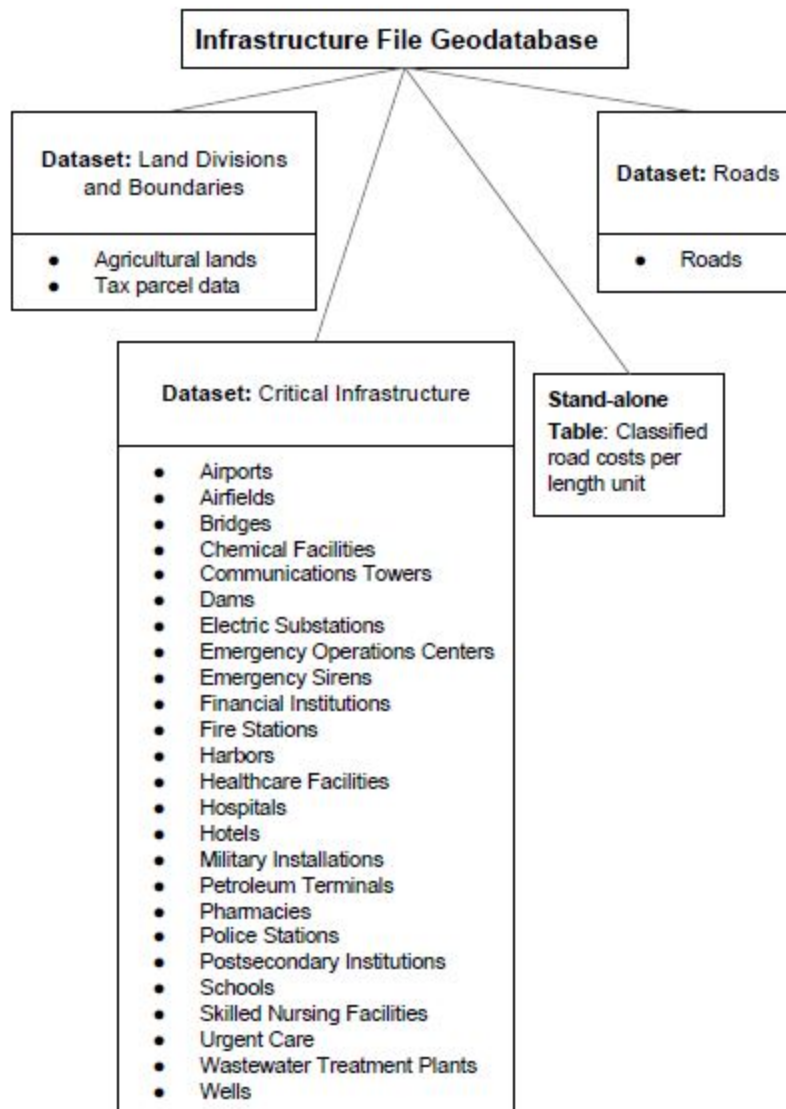 Infrastructure File Geodatabase
Dataset: Land Divisions
and Boundaries
● Agricultural lands
● Tax parcel data
Dataset: Roads
● Roads
Dataset: Critical Infrastructure
● Airports
● Airfields
● Bridges
● Chemical Facilities
● Communications Towers
● Dams
● Electric Substations
● Emergency Operations Centers
● Emergency Sirens
● Financial Institutions
● Fire Stations
● Harbors
● Healthcare Facilities
● Hospitals
● Hotels
● Military Installations
● Petroleum Terminals
● Pharmacies
● Police Stations
● Postsecondary Institutions
● Schools
● Skilled Nursing Facilities
● Urgent Care
● Wastewater Treatment Plants
● Wells
Stand-alone
Table: Classified
road costs per
length unit